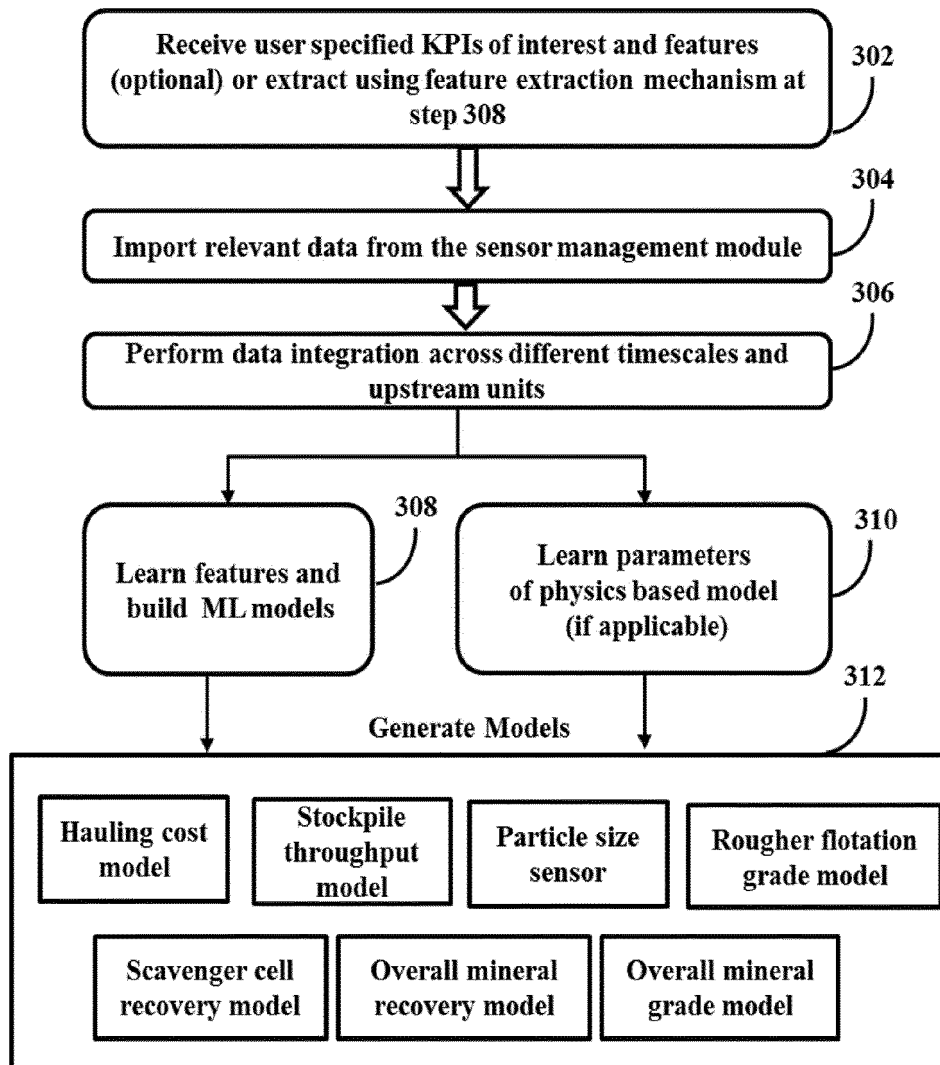 Receive user specified KPIs of interest and features
(optional) or extract using feature extraction mechanism at
step 308
302
304
Import relevant data from the sensor management module
306
Perform data integration across different timescales and
upstream units
308
310
Learn features and
build ML models
Learn parameters
of physics based model
(if applicable)
312
Generate Models
Hauling cost
model
Stockpile
throughput
model
Particle size
sensor
Rougher flotation
grade model
Scavenger cell
recovery model
Overall mineral
recovery model
Overall mineral
grade model